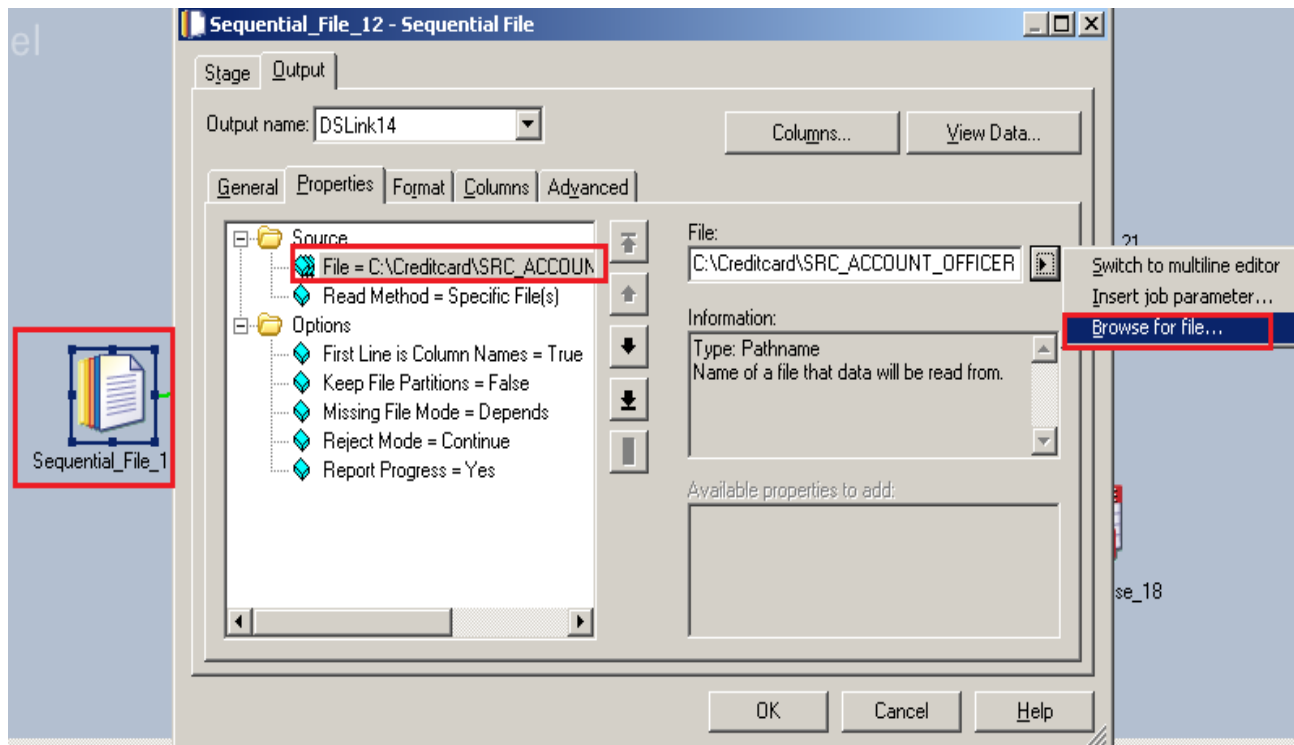 el
Sequential_File_12 - Sequential File
Stage Output
Output name: DSLink14
Columns...
View Data...
General Properties Format Columns Advanced
Source
File = C:\Creditcard\SRC_ACCOUN
Read Method = Specific File(s)
Options
First Line is Column Names = True
Keep File Partitions = False
Missing File Mode = Depends
Reject Mode = Continue
Report Progress = Yes
File:
C:\Creditcard\SRC_ACCOUNT_OFFICER
Information:
Type: Pathname
Name of a file that data will be read from.
Available properties to add:
21
Switch to multiline editor
Insert job parameter...
Browse for file...
Sequential_File_1
se_18
OK Cancel Help